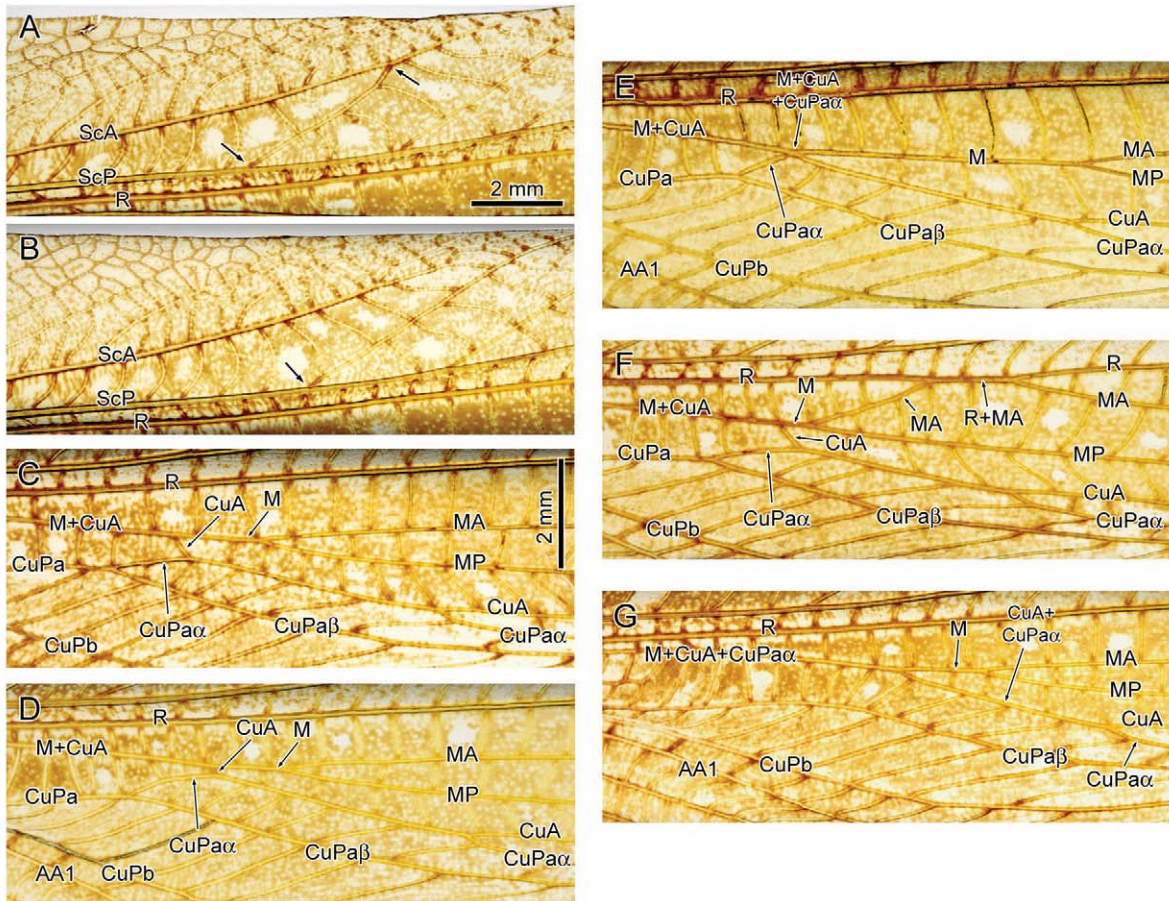 A
ScA
ScP
R
2 mm
B
ScA
ScP
R
C
R
CuA
M
M+CuA
MA
2 mm
CuPa
MP
CuPaα
CuPaβ
CuA
CuPb
CuPaα
D
R
CuA
M
M+CuA
MA
CuPa
MP
CuPaα
CuPaβ
CuA
CuPaα
AA1
CuPb
E
R
M+CuA
+CuPaα
M+CuA
M
MA
CuPa
MP
CuPaα
CuPaβ
CuA
CuPaα
AA1
CuPb
F
R
M
R
M+CuA
MA
R+MA
MA
CuPa
CuA
MP
CuPaα
CuPaβ
CuA
CuPaα
CuPb
G
R
M
CuA+
CuPaα
M+CuA+CuPaα
MA
MP
CuA
AA1
CuPb
CuPaβ
CuPaα